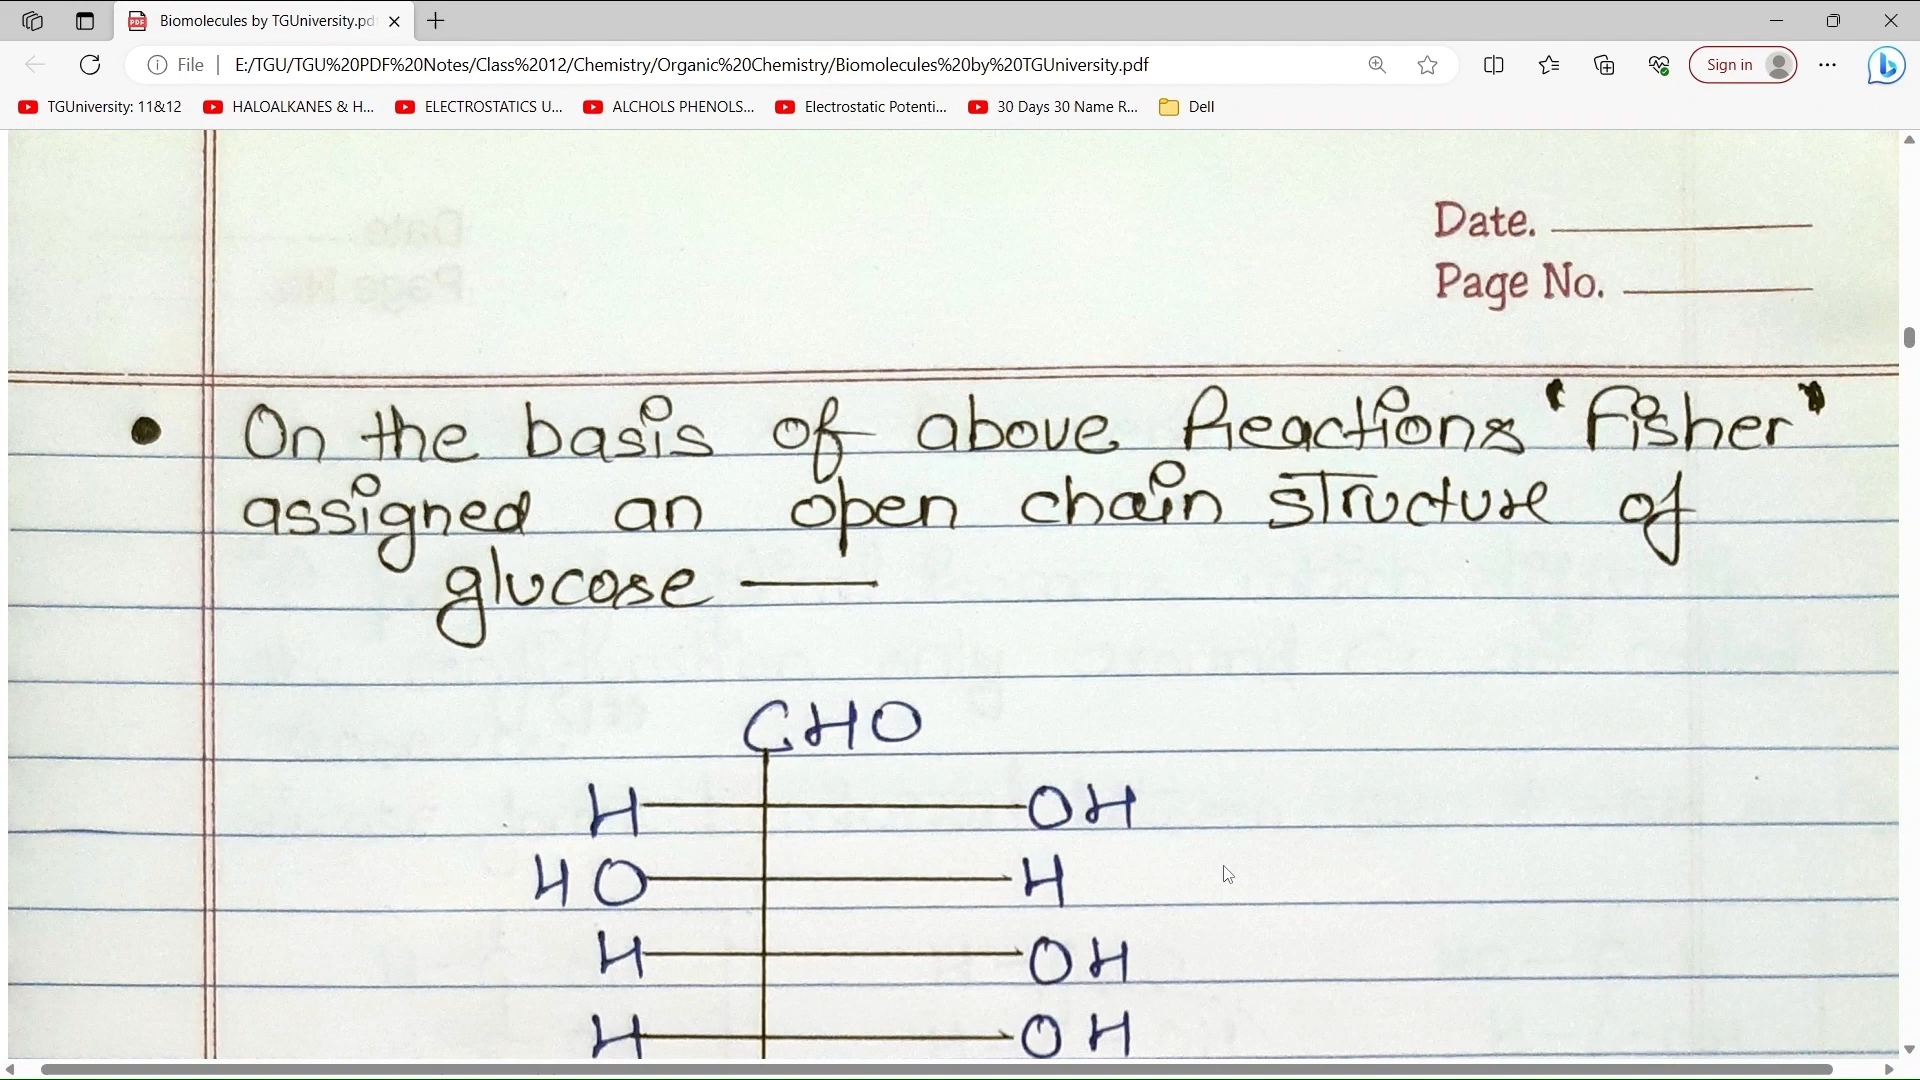 Biomolecules by TGUniversity.pd
File
E:/TGU/TGU%20PDF%20Notes/Class%2012/Chemistry/Organic%20Chemistry/Biomolecules%20by%20TGUniversity.pdf
Sign in
TGUniversity: 11&12
HALOALKANES & H...
ELECTROSTATICS U...
ALCHOLS PHENOLS...
Electrostatic Potenti...
30 Days 30 Name R...
Dell
Date.
Page No.
• On the basis of above Reactions "Fisher"
assigned an open chain structure of
glucose —
CHO
H OH
HO H
H OH
H OH